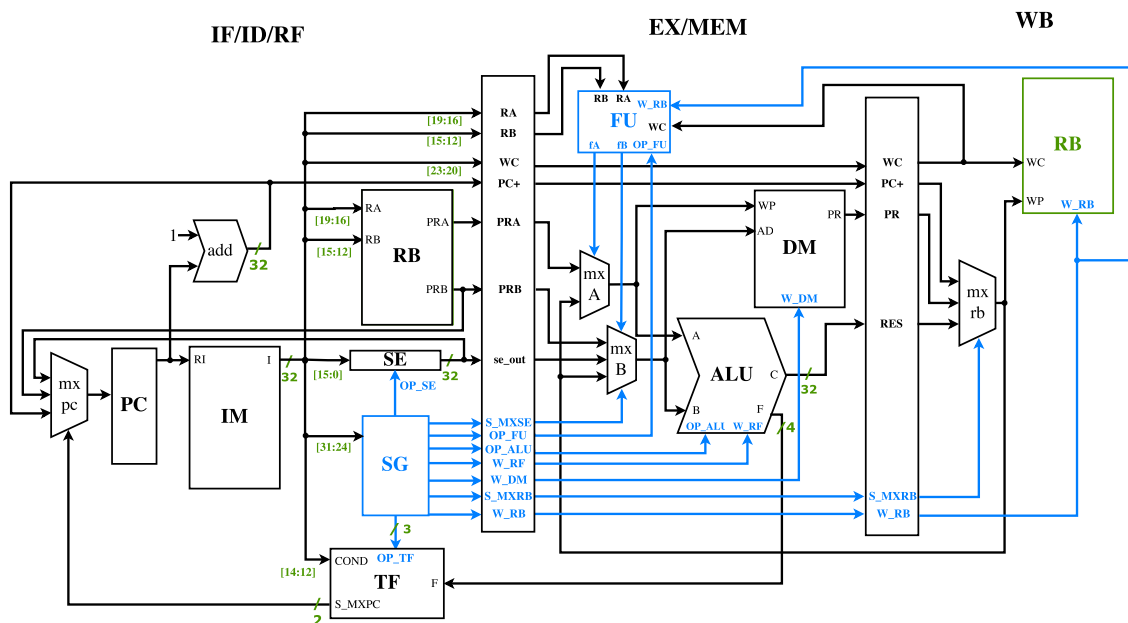 IF/ID/RF
EX/MEM
WB
RA
RB
WC
PC+
PRA
PRB
se_out
S_MXSE
OP_FU
OP_ALU
W_RF
W_DM
S_MXRB
W_RB
[19:16]
[15:12]
[23:20]
[19:16]
[15:12]
RA
RB
PRA
PRB
RB
1
add
32
mx
pc
PC
RI
I
IM
32
[15:0]
SE
32
OP_SE
[31:24]
SG
3
[14:12]
COND
OP_TF
TF
F
S_MXPC
2
RB
RA
W_RB
FU
WC
fA
fB
OP_FU
mx
A
mx
B
WP
PR
AD
DM
W_DM
A
ALU
C
B
F
OP_ALU
W_RF
32
4
WC
PC+
PR
RES
S_MXRB
W_RB
mx
rb
RB
WC
WP
W_RB